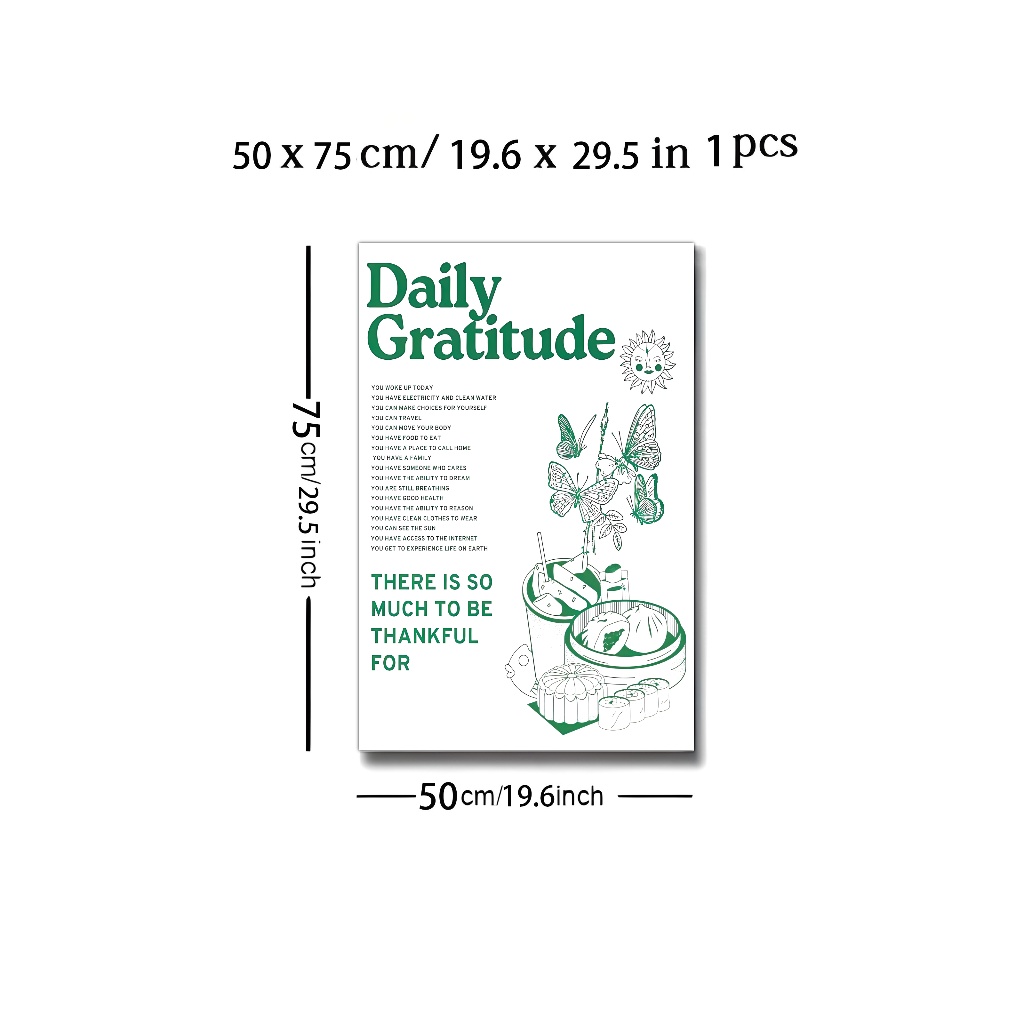 50 x 75 cm/ 19.6 x 29.5 in 1 pcs
Daily
Gratitude
YOU WOKE UP TODAY
YOU HAVE ELECTRICITY AND CLEAN WATER
YOU CAN MAKE CHOICES FOR YOURSELF
YOU CAN TRAVEL
YOU CAN MOVE YOUR BODY
YOU HAVE FOOD TO EAT
YOU HAVE A PLACE TO CALL HOME
YOU HAVE A FAMILY
YOU HAVE SOMEONE WHO CARES
YOU HAVE THE ABILITY TO DREAM
YOU ARE STILL BREATHING
YOU HAVE GOOD HEALTH
YOU HAVE THE ABILITY TO REASON
YOU HAVE CLEAN CLOTHES TO WEAR
YOU CAN SEE THE SUN
YOU HAVE ACCESS TO THE INTERNET
YOU GET TO EXPERIENCE LIFE ON EARTH
THERE IS SO
MUCH TO BE
THANKFUL
FOR
75cm/29.5inch
50cm/19.6inch